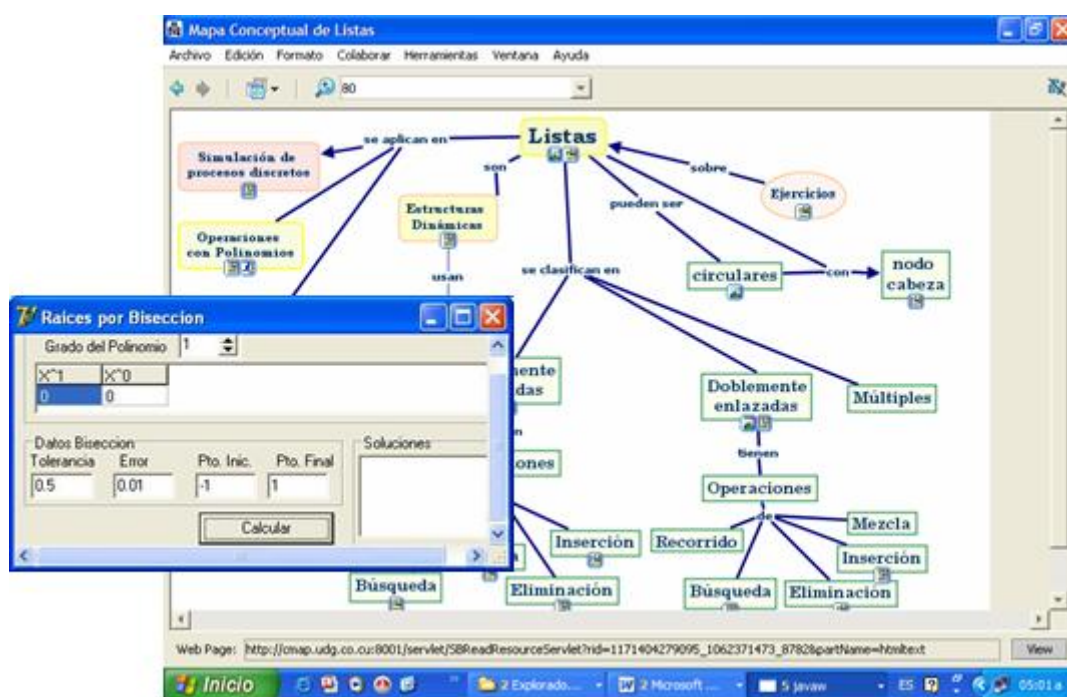 Mapa Conceptual de Listas
Archivo Edición Formato Colaborar Herramientas Ventana Ayuda
80
Listas
se aplican en
Simulación de
procesos discretos
son
sobre
Ejercicios
pueden ser
Estructuras
Dinámicas
Operaciones
con Polinomios
usan
se clasifican en
circulares
con
nodo
cabeza
Raices por Biseccion
Grado del Polinomio 1
X^1 X^0
0 0
Datos Biseccion
Tolerancia Error Pto. Inic. Pto. Final
0.5 0.01 -1 1
Soluciones
Calcular
mente
das
ones
Doblemente
enlazadas
Múltiples
tienen
Operaciones
de
Mezcla
Recorrido
Inserción
Inserción
Búsqueda
Eliminación
Búsqueda
Eliminación
Web Page: http://cmap.udg.co.cu:8001/servlet/SBReadResourceServlet?rid=1171404279095_1062371473_8782&partName=htmltext
View
Inicio
2 Explorado...
2 Microsoft ...
5 javaw
ES
05:01 a